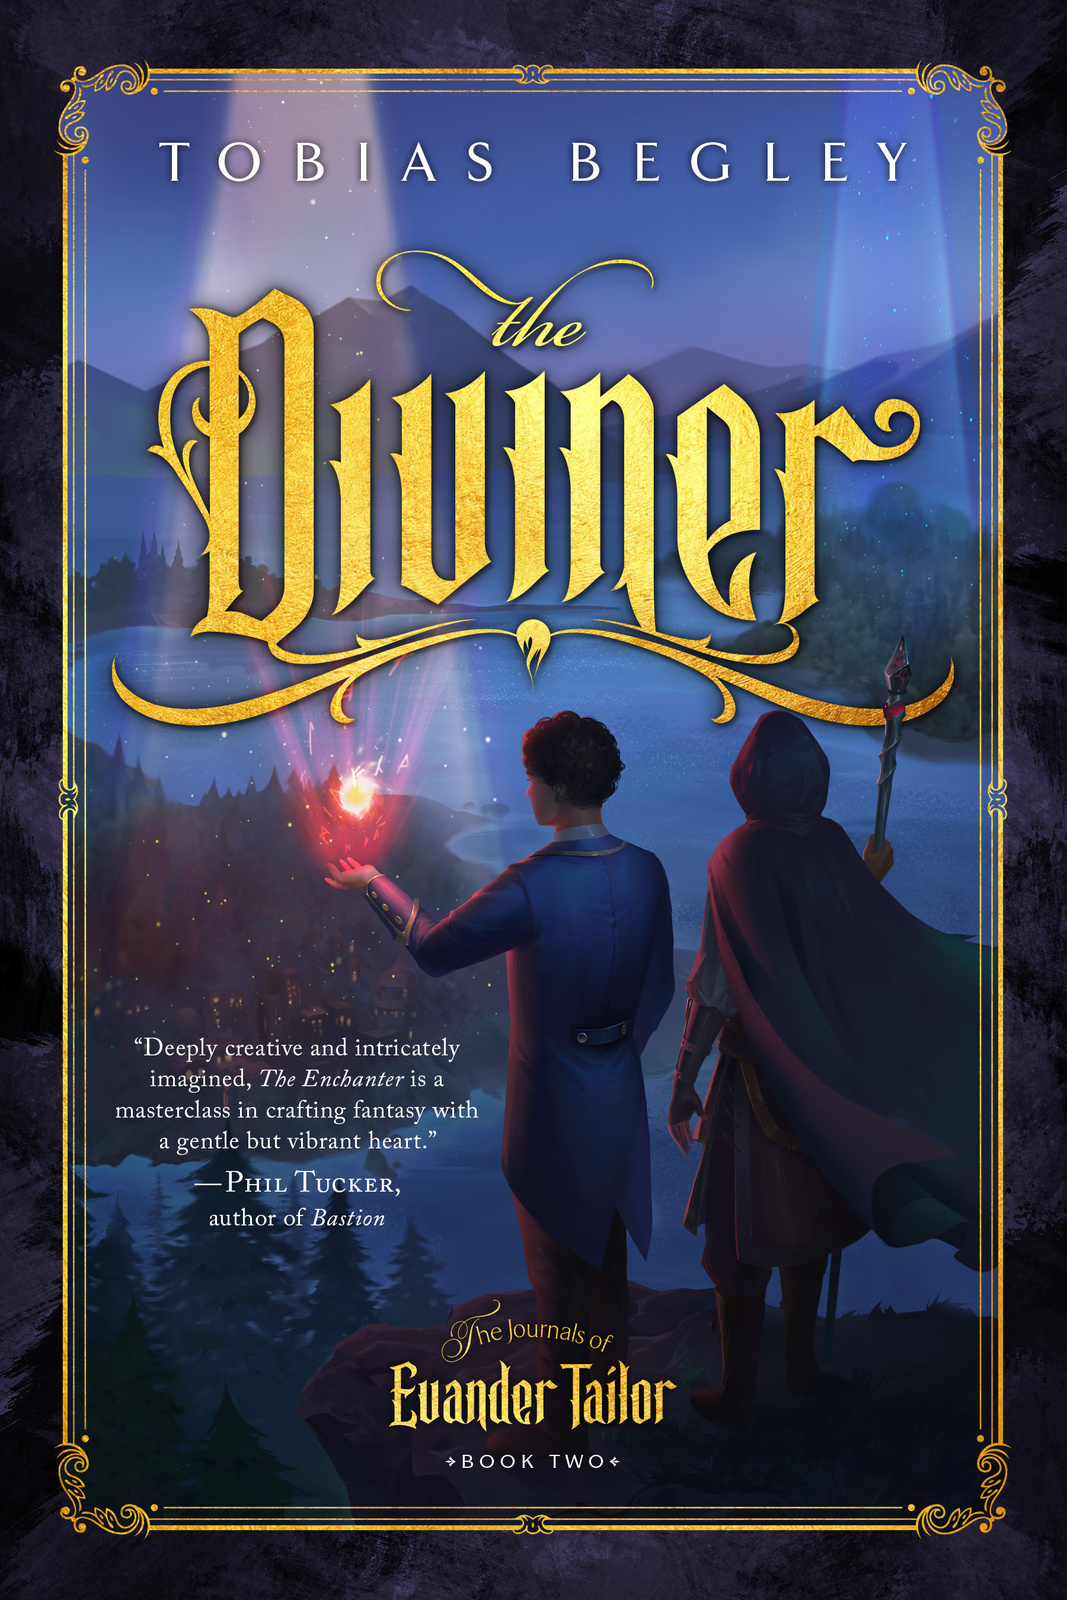 TOBIAS BEGLEY
the
Diviner
“Deeply creative and intricately
imagined, The Enchanter is a
masterclass in crafting fantasy with
a gentle but vibrant heart.”
—Phil Tucker,
author of Bastion
The Journals of
Evander Tailor
BOOK TWO